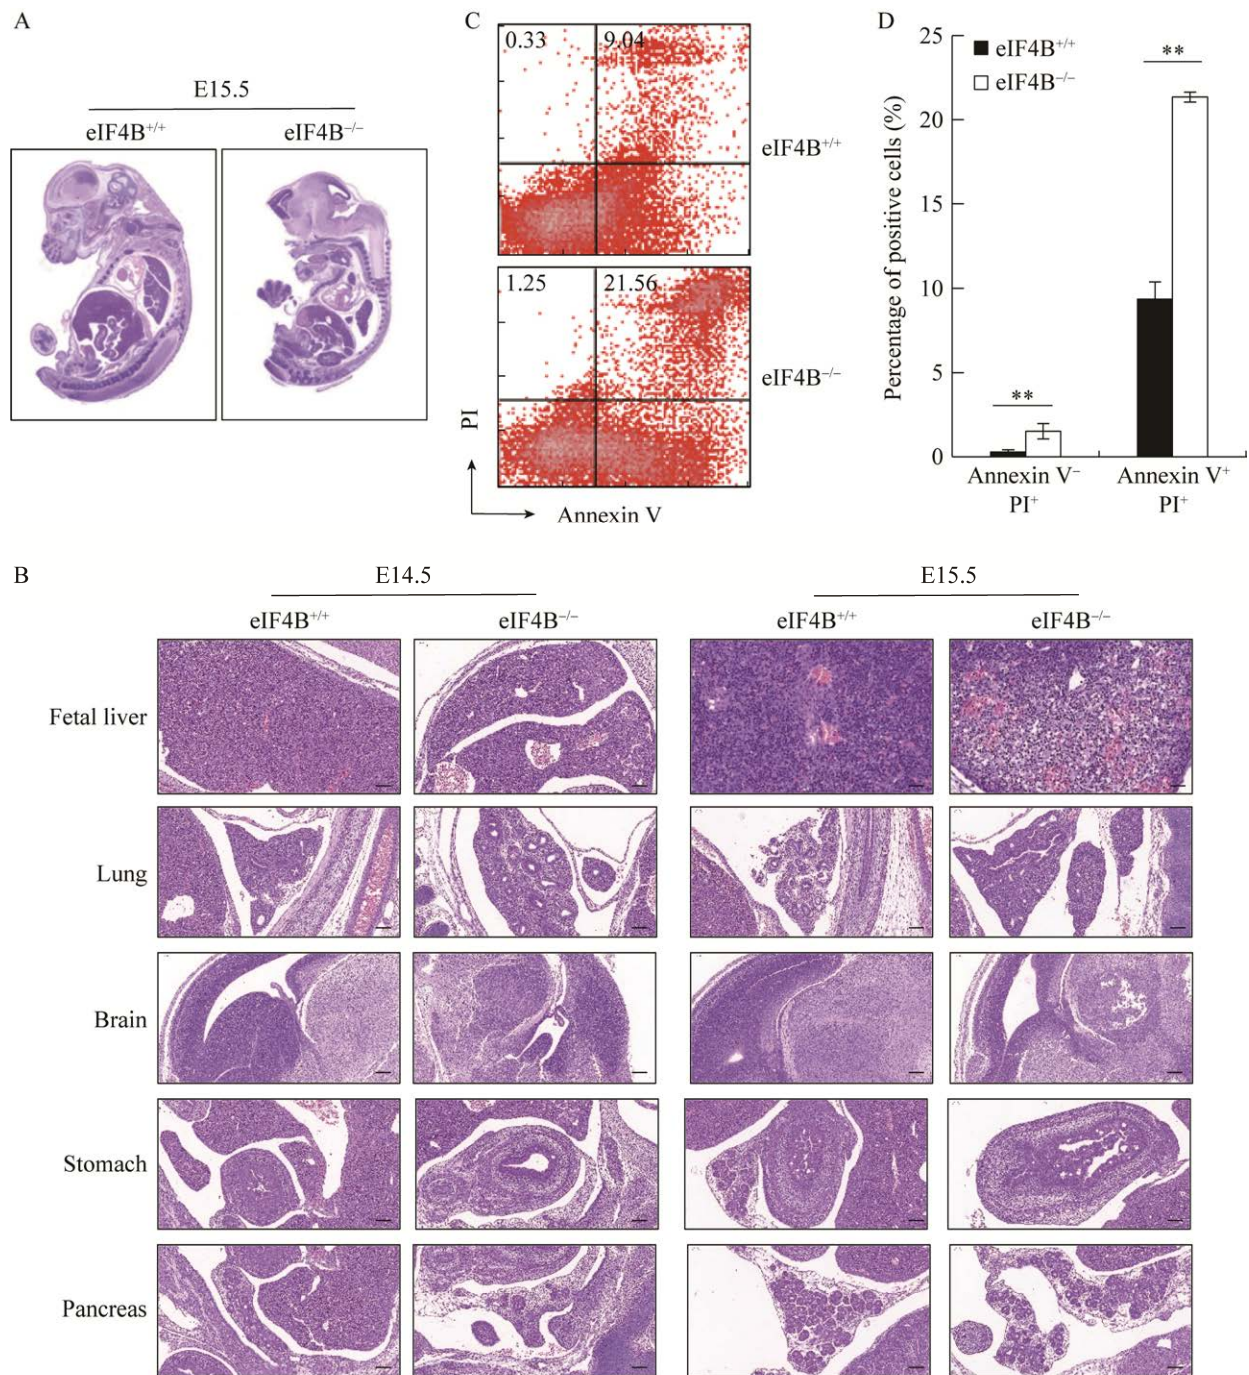 A
E15.5
eIF4B+/+ eIF4B−/−
C
0.33 9.04
eIF4B+/+
1.25 21.56
eIF4B−/−
PI
Annexin V
D
eIF4B+/+
eIF4B−/−
Percentage of positive cells (%)
25
20
15
10
5
0
**
**
Annexin V− PI+
Annexin V+ PI+
B
E14.5 E15.5
eIF4B+/+ eIF4B−/− eIF4B+/+ eIF4B−/−
Fetal liver
Lung
Brain
Stomach
Pancreas